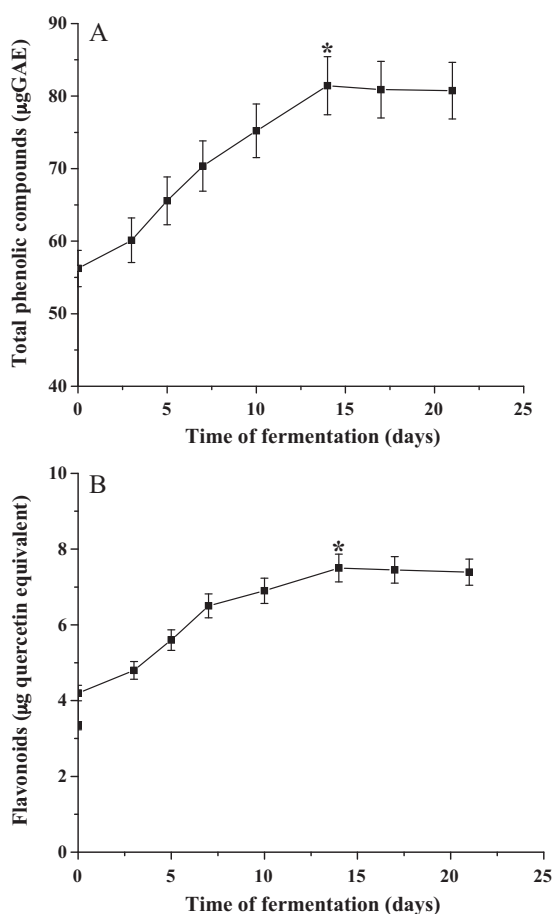 A
*
90
80
70
60
50
40
Total phenolic compounds (μgGAE)
0 5 10 15 20 25
Time of fermentation (days)
B
*
10
8
6
4
2
0
Flavonoids (μg quercetin equivalent)
0 5 10 15 20 25
Time of fermentation (days)